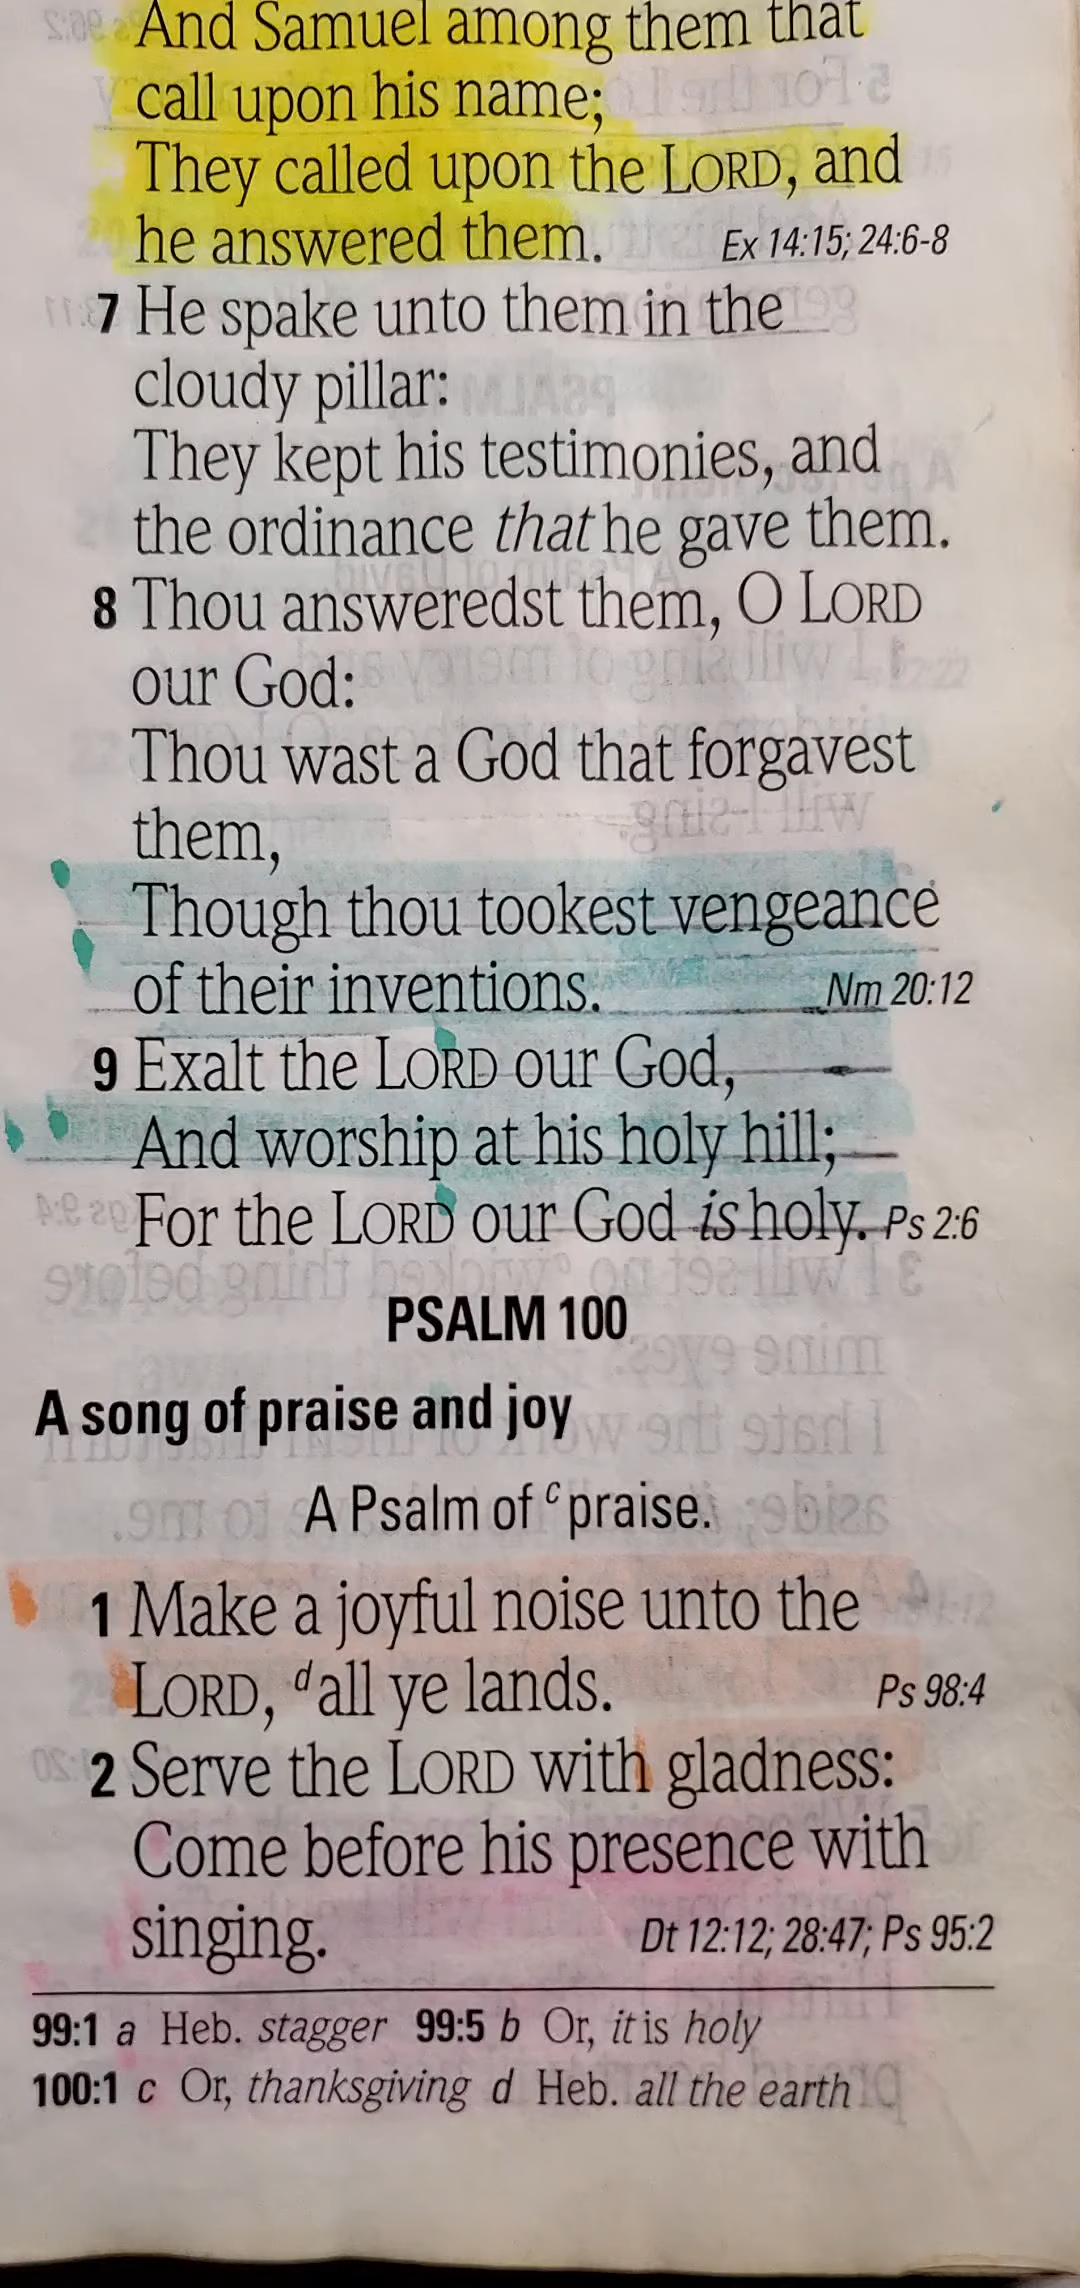 And Samuel among them that
call upon his name;
They called upon the LORD, and
he answered them. Ex 14:15; 24:6-8
7 He spake unto them in the
cloudy pillar:
They kept his testimonies, and
the ordinance that he gave them.
8 Thou answeredst them, O LORD
our God:
Thou wast a God that forgavest
them,
Though thou tookest vengeance
of their inventions. Nm 20:12
9 Exalt the LORD our God,
And worship at his holy hill;
For the LORD our God is holy. Ps 2:6
PSALM 100
A song of praise and joy
A Psalm of c praise.
1 Make a joyful noise unto the
LORD, d all ye lands. Ps 98:4
2 Serve the LORD with gladness:
Come before his presence with
singing. Dt 12:12; 28:47; Ps 95:2
99:1 a Heb. stagger 99:5 b Or, it is holy
100:1 c Or, thanksgiving d Heb. all the earth